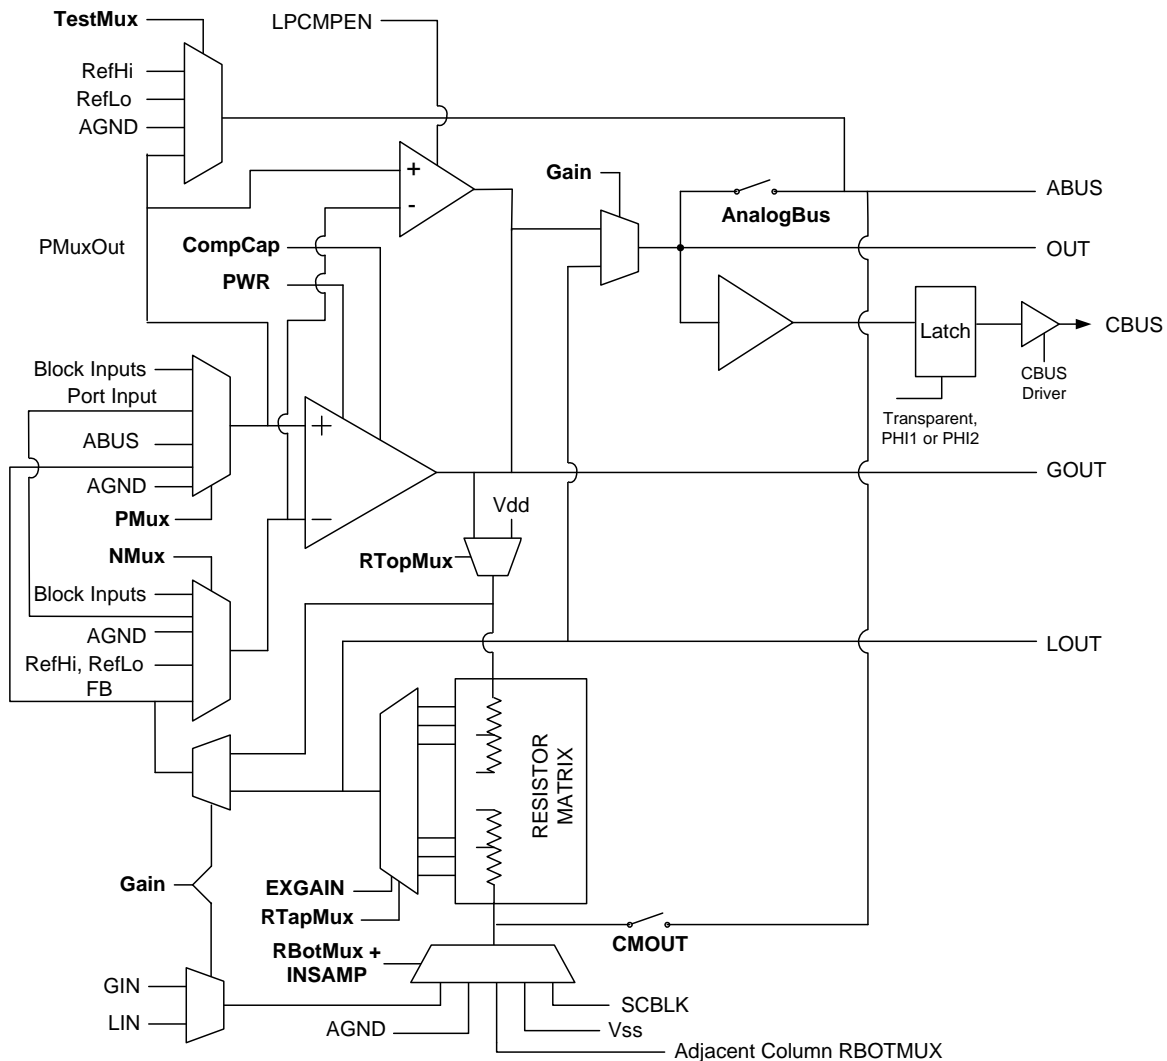 TestMux
LPCMPEN
RefHi
RefLo
AGND
+
-
Gain
ABUS
AnalogBus
PMuxOut
CompCap
OUT
PWR
Latch
CBUS
Block Inputs
CBUS
Driver
Port Input
Transparent,
PHI1 or PHI2
+
ABUS
GOUT
AGND
Vdd
PMux
−
NMux
RTopMux
Block Inputs
AGND
LOUT
RefHi, RefLo
FB
RESISTOR
MATRIX
Gain
EXGAIN
RTapMux
CMOUT
RBotMux +
INSAMP
GIN
SCBLK
LIN
AGND
Vss
Adjacent Column RBOTMUX